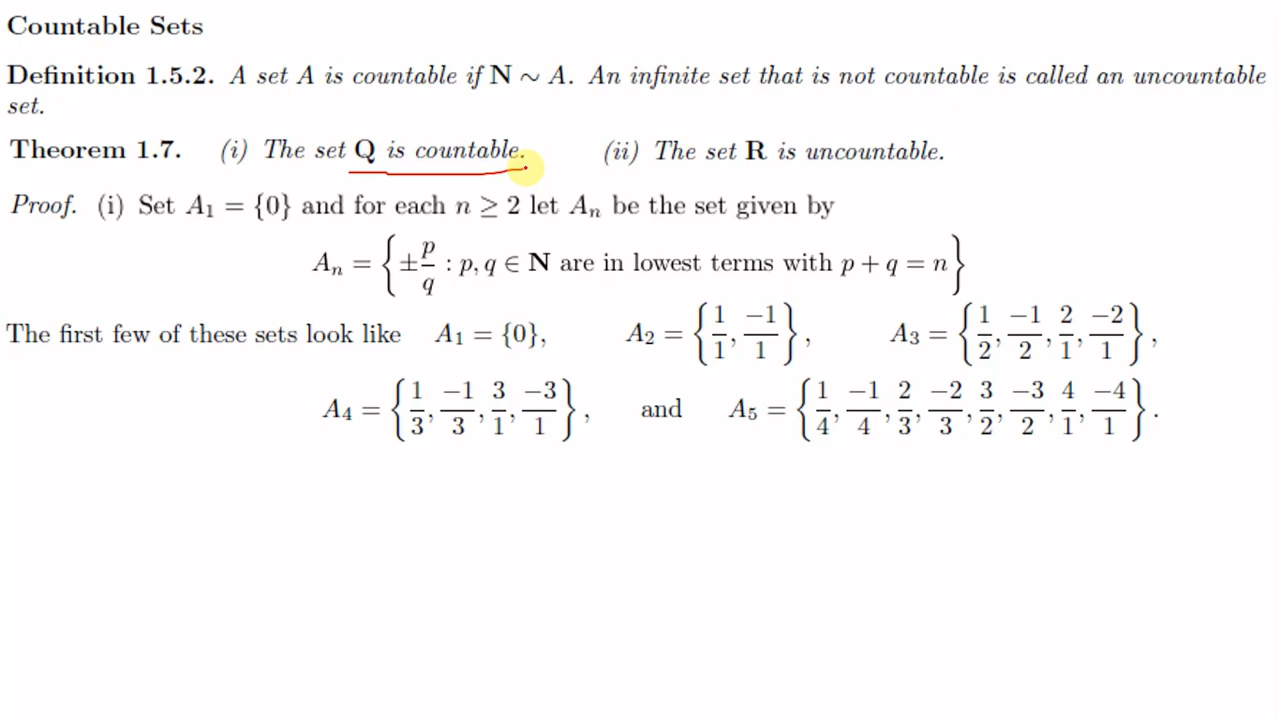 Countable Sets
Definition 1.5.2. A set A is countable if N ∼ A. An infinite set that is not countable is called an uncountable
set.
Theorem 1.7. (i) The set Q is countable. (ii) The set R is uncountable.
Proof. (i) Set A₁ = {0} and for each n ≥ 2 let Aₙ be the set given by
Aₙ = {± p/q : p, q ∈ N are in lowest terms with p + q = n}
The first few of these sets look like A₁ = {0}, A₂ = {1/1, −1/1}, A₃ = {1/2, −1/2, 2/1, −2/1},
A₄ = {1/3, −1/3, 3/1, −3/1}, and A₅ = {1/4, −1/4, 2/3, −2/3, 3/2, −3/2, 4/1, −4/1}.